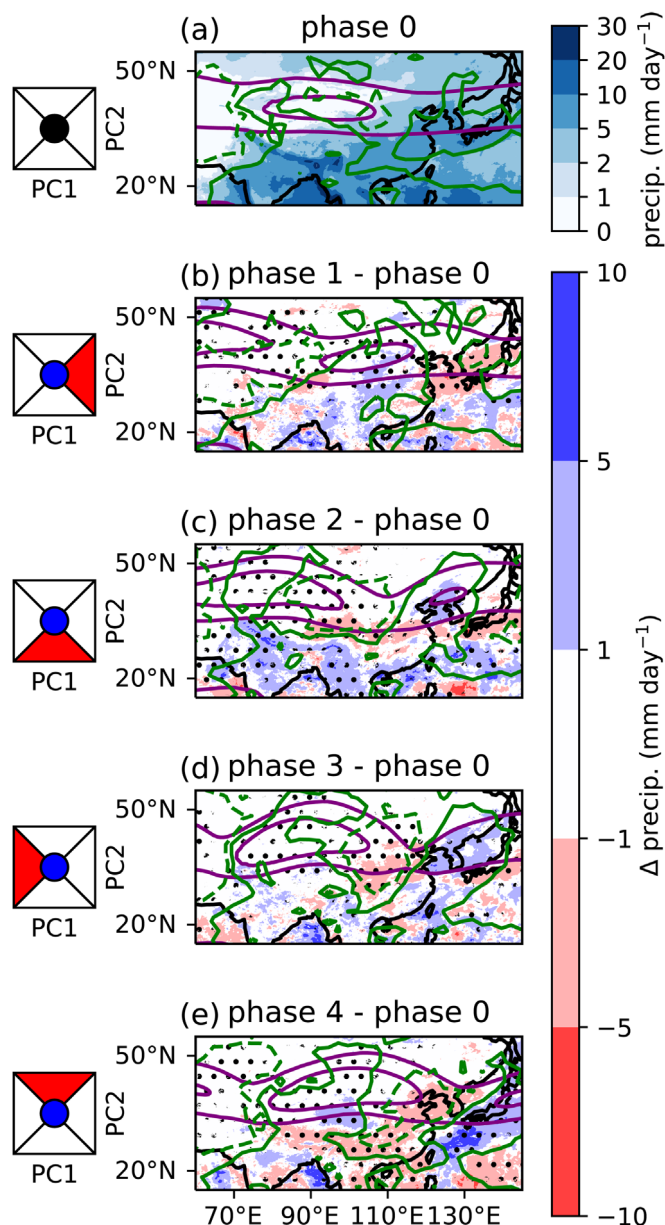 (a) phase 0
50°N
20°N
PC1
PC2
30
20
10
5
2
1
0
precip. (mm day⁻¹)
(b) phase 1 - phase 0
50°N
20°N
PC1
PC2
(c) phase 2 - phase 0
50°N
20°N
PC1
PC2
(d) phase 3 - phase 0
50°N
20°N
PC1
PC2
(e) phase 4 - phase 0
50°N
20°N
PC1
PC2
70°E 90°E 110°E 130°E
10
5
1
−1
−5
−10
Δ precip. (mm day⁻¹)